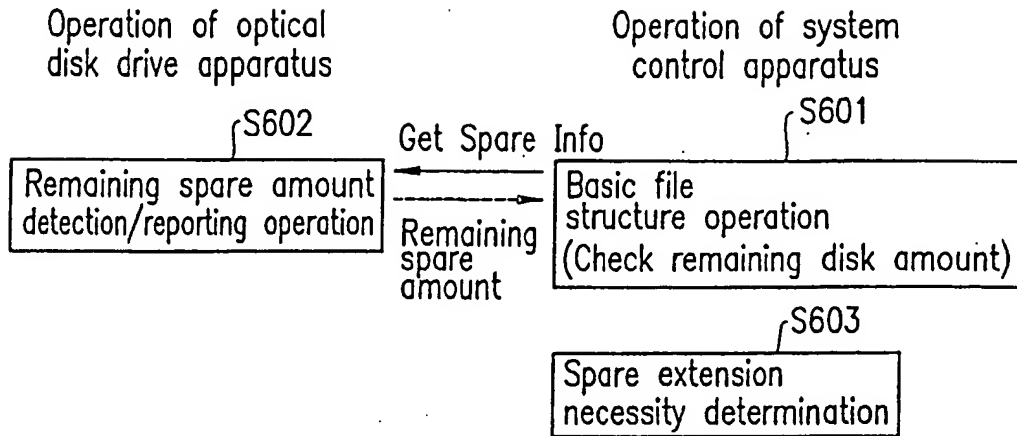 Operation of optical
disk drive apparatus
Operation of system
control apparatus
S602
S601
Get Spare Info
Remaining spare amount
detection/reporting operation
Remaining
spare
amount
Basic file
structure operation
(Check remaining disk amount)
S603
Spare extension
necessity determination